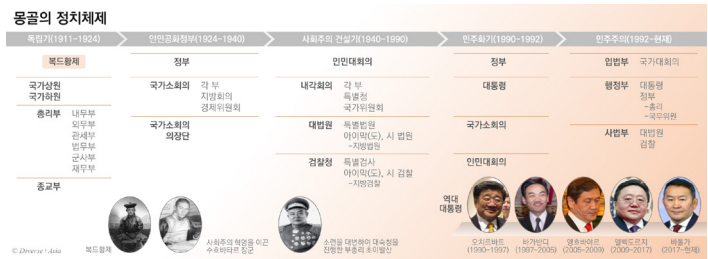 몽골의 정치체제
독립기(1911~1924)
인민공화정부(1924~1940)
사회주의 건설기(1940~1990)
민주화기(1990~1992)
민주주의(1992~현재)
복드황제
국가상원
국가하원
총리부 내무부
외무부
관세부
법무부
군사부
재무부
종교부
정부
국가소회의 각 부
지방회의
경제위원회
국가소회의
의장단
인민대회의
내각회의 각 부
특별청
국가위원회
대법원 특별법원
아이막(도), 시 법원
~지방법원
검찰청 특별검사
아이막(도), 시 검찰
~지방검찰
정부
대통령
국가소회의
인민대회의
입법부 국가대회의
행정부 대통령
정부
~총리
~국무위원
사법부 대법원
검찰
복드황제
사회주의 혁명을 이끈
수흐바타르 장군
소련을 대변하여 대숙청을
진행한 부총리 초이발산
역대
대통령
오치르바트
(1990~1997)
바가반디
(1997~2005)
엥흐바야르
(2005~2009)
엘벡도르지
(2009~2017)
바톨가
(2017~현재)
© Diverse+Asia